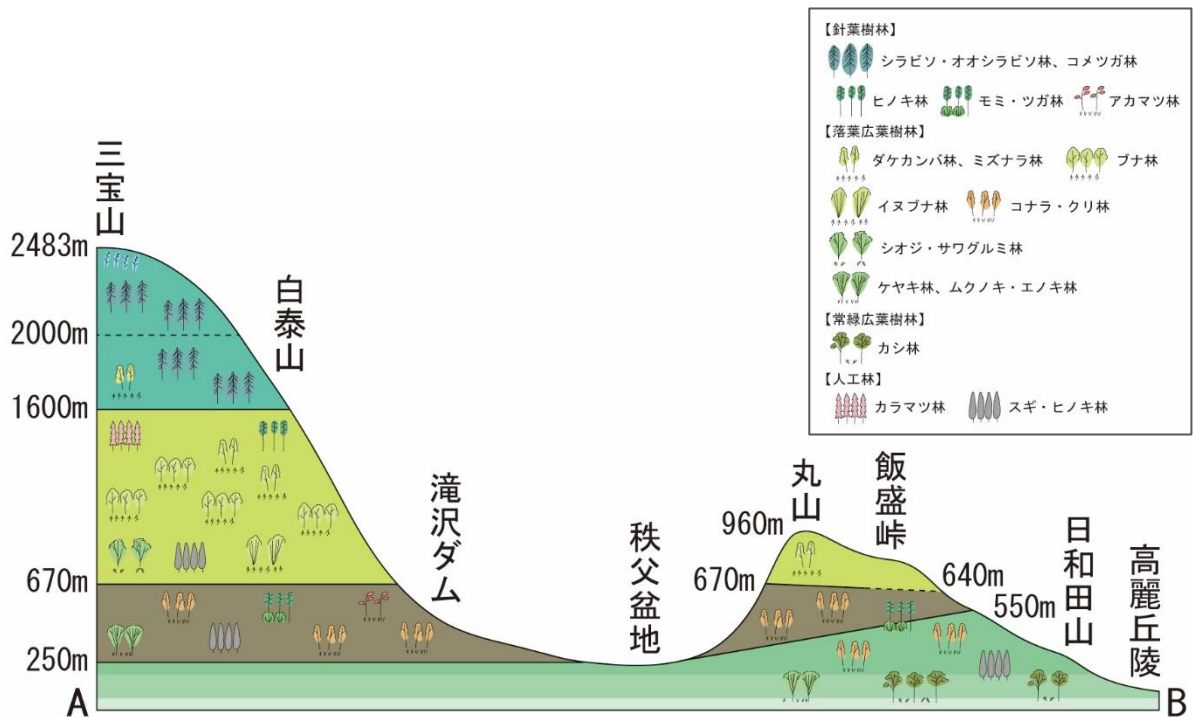 【針葉樹林】
シラビソ・オオシラビソ林、コメツガ林
ヒノキ林 モミ・ツガ林 アカマツ林
【落葉広葉樹林】
ダケカンバ林、ミズナラ林 ブナ林
イヌブナ林 コナラ・クリ林
シオジ・サワグルミ林
ケヤキ林、ムクノキ・エノキ林
【常緑広葉樹林】
カシ林
【人工林】
カラマツ林 スギ・ヒノキ林
三宝山
2483m
2000m
白泰山
1600m
670m
250m
滝沢ダム
秩父盆地
丸山
960m
670m
飯盛峠
640m
550m
日和田山
高麗丘陵
A
B